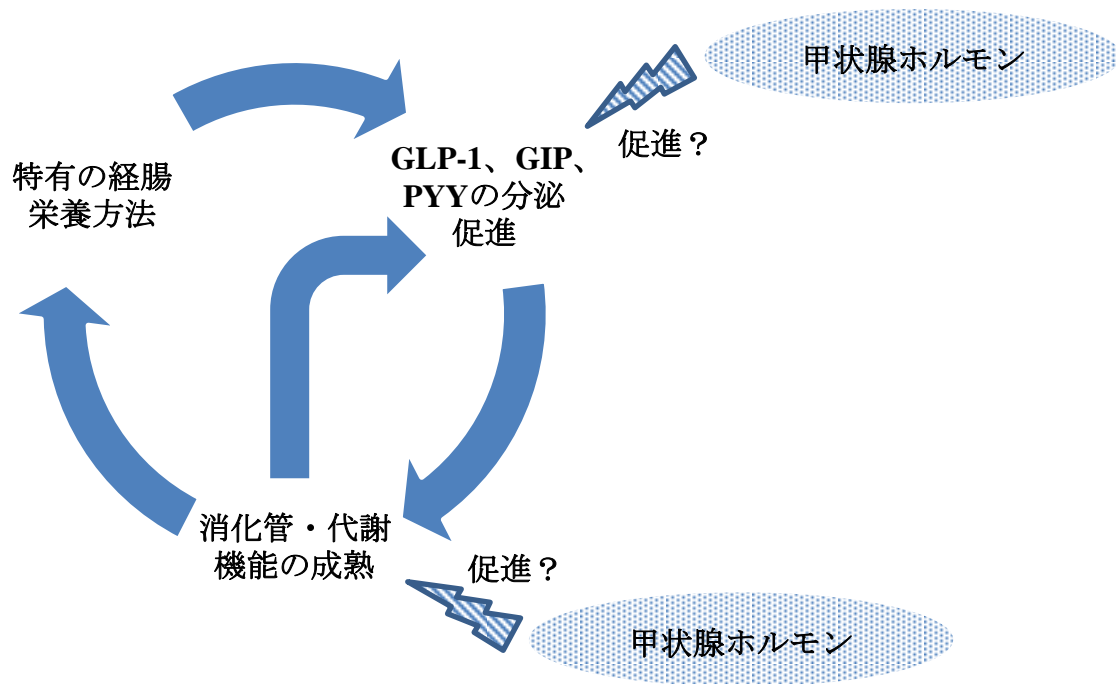 甲状腺ホルモン
促進？
GLP-1、GIP、
PYYの分泌
促進
特有の経腸
栄養方法
消化管・代謝
機能の成熟
促進？
甲状腺ホルモン